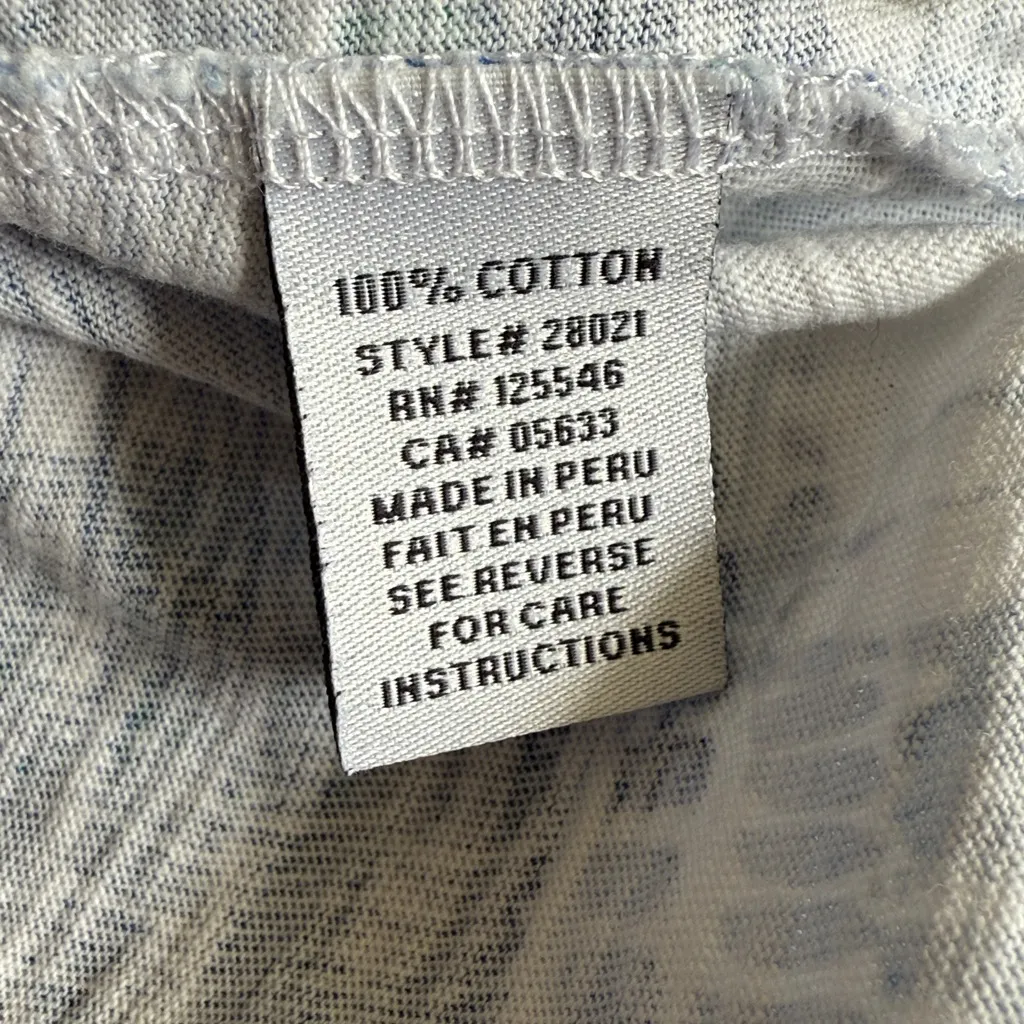 100% COTTON
STYLE# 28021
RN# 125546
CA# 05633
MADE IN PERU
FAIT EN PERU
SEE REVERSE
FOR CARE
INSTRUCTIONS